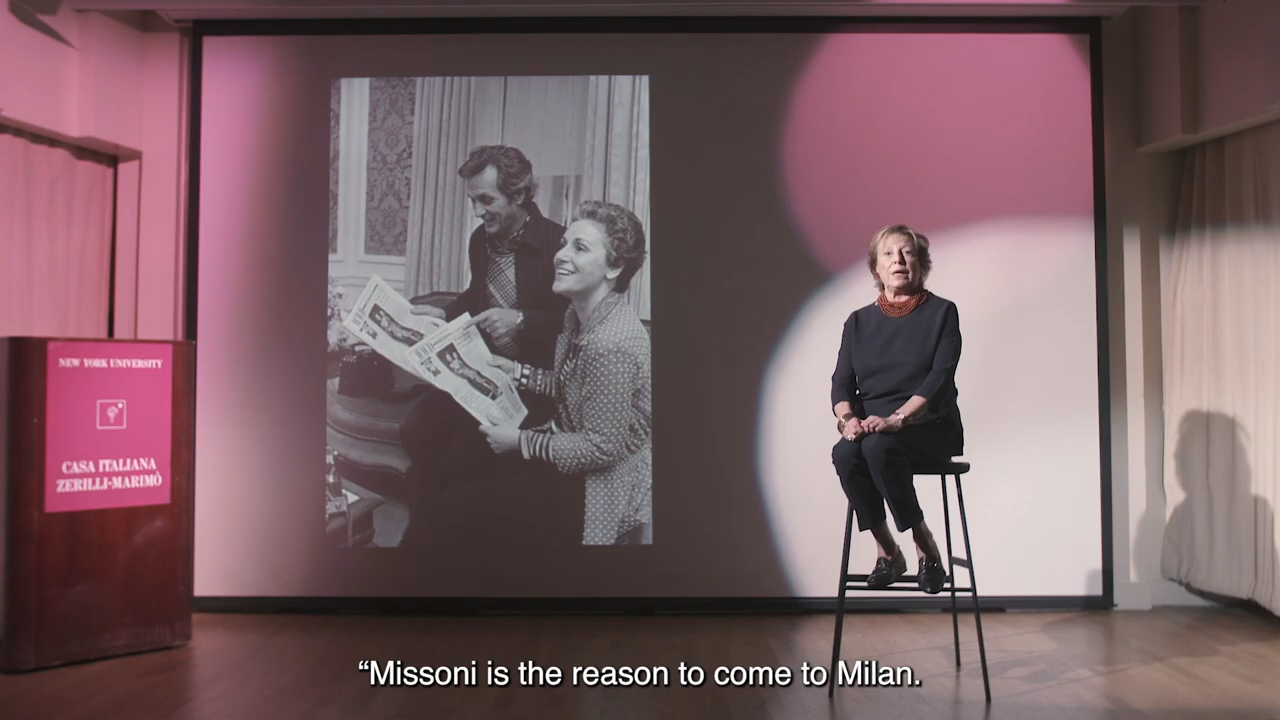 NEW YORK UNIVERSITY
CASA ITALIANA
ZERILLI-MARIMÒ
“Missoni is the reason to come to Milan.